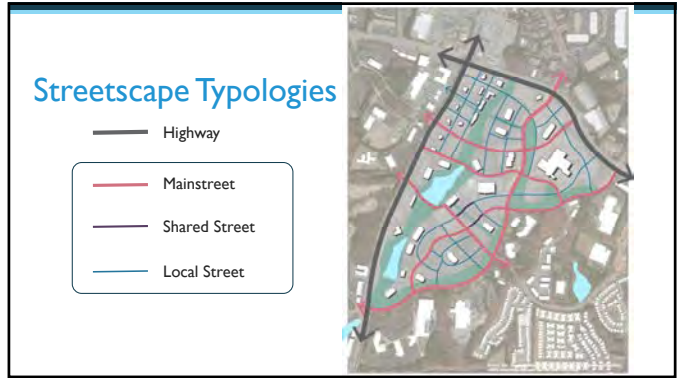 Streetscape Typologies
Highway
Mainstreet
Shared Street
Local Street